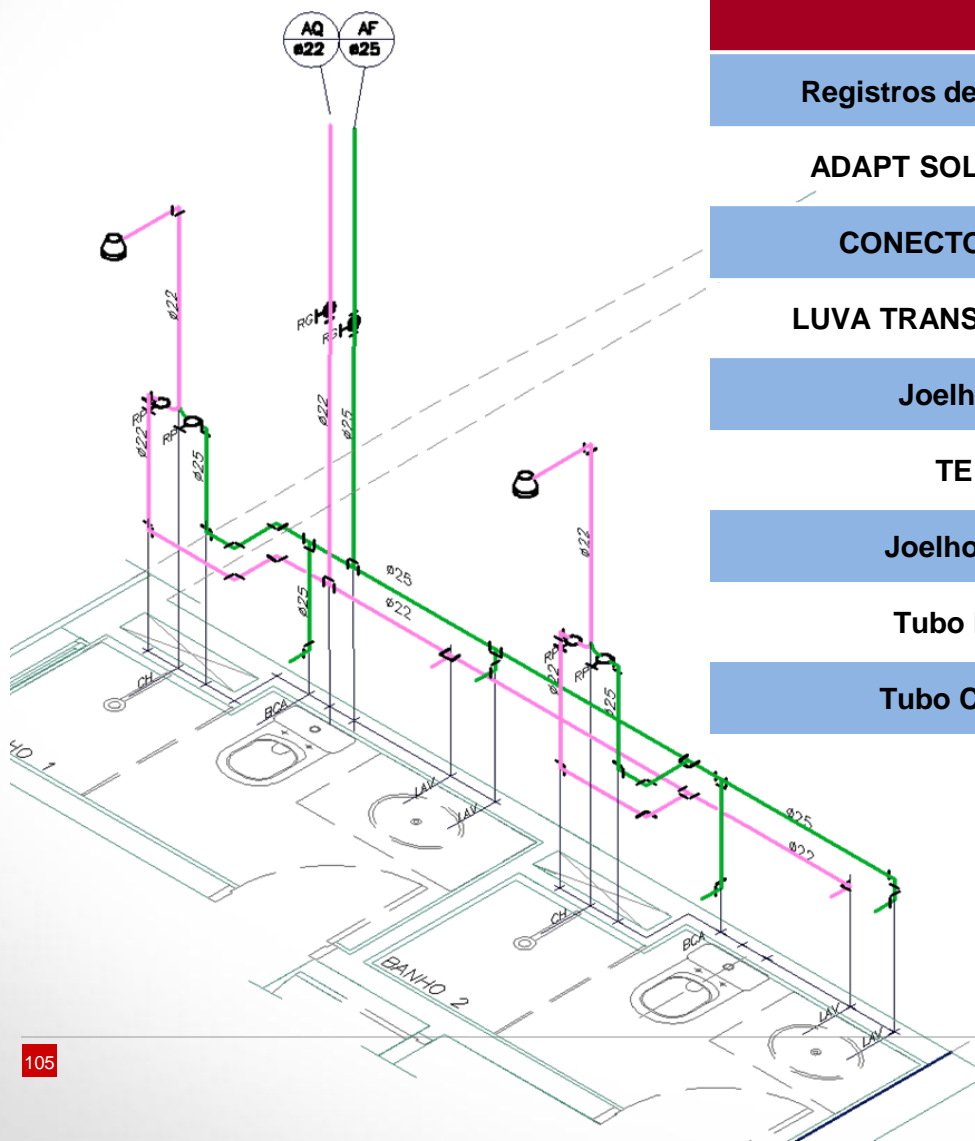 AQ
ø22
AF
ø25
Registros de
ADAPT SOL
CONECTO
LUVA TRANS
Joelh
TE
Joelho
Tubo
Tubo C
ø22
RG
RG
ø22
ø25
RP
RP
ø22
ø25
ø22
ø25
ø25
ø22
RP
RP
ø22
ø25
CH
BCA
LAV
LAV
HO 1
ø25
ø22
CH
BCA
BANHO 2
LAV
LAV
105